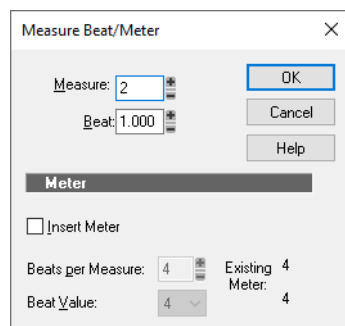 Measure Beat/Meter
Measure: 2
OK
Beat: 1.000
Cancel
Help
Meter
Insert Meter
Beats per Measure: 4
Existing Meter: 4
4
Beat Value: 4